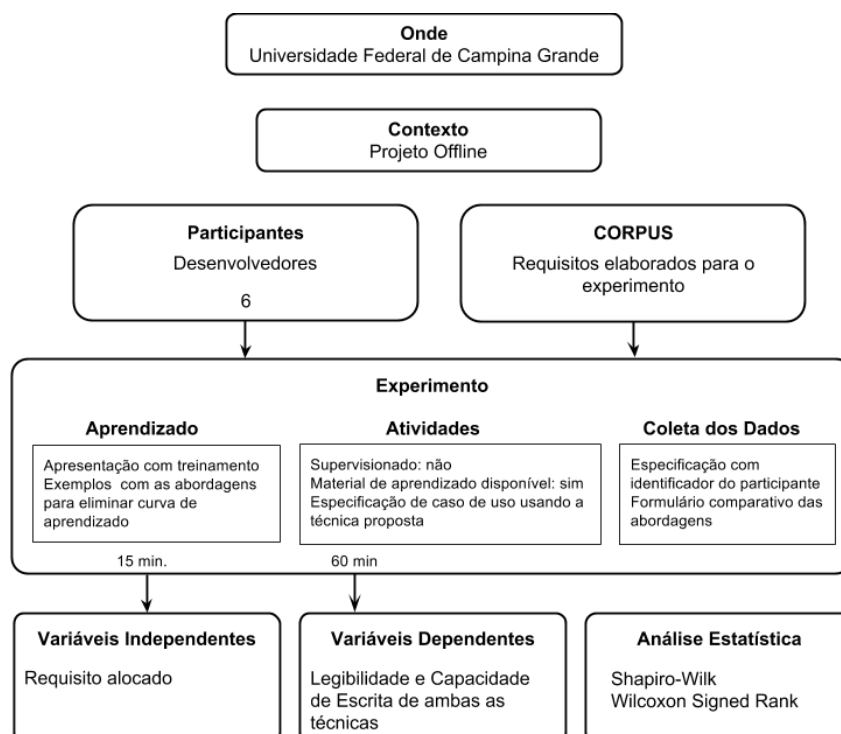 Onde
Universidade Federal de Campina Grande
Contexto
Projeto Offline
Participantes
Desenvolvedores
6
CORPUS
Requisitos elaborados para o
experimento
Experimento
Aprendizado
Apresentação com treinamento
Exemplos com as abordagens
para eliminar curva de
aprendizado
15 min.
Atividades
Supervisionado: não
Material de aprendizado disponível: sim
Especificação de caso de uso usando a
técnica proposta
60 min
Coleta dos Dados
Especificação com
identificador do participante
Formulário comparativo das
abordagens
Variáveis Independentes
Requisito alocado
Variáveis Dependentes
Legibilidade e Capacidade
de Escrita de ambas as
técnicas
Análise Estatística
Shapiro-Wilk
Wilcoxon Signed Rank